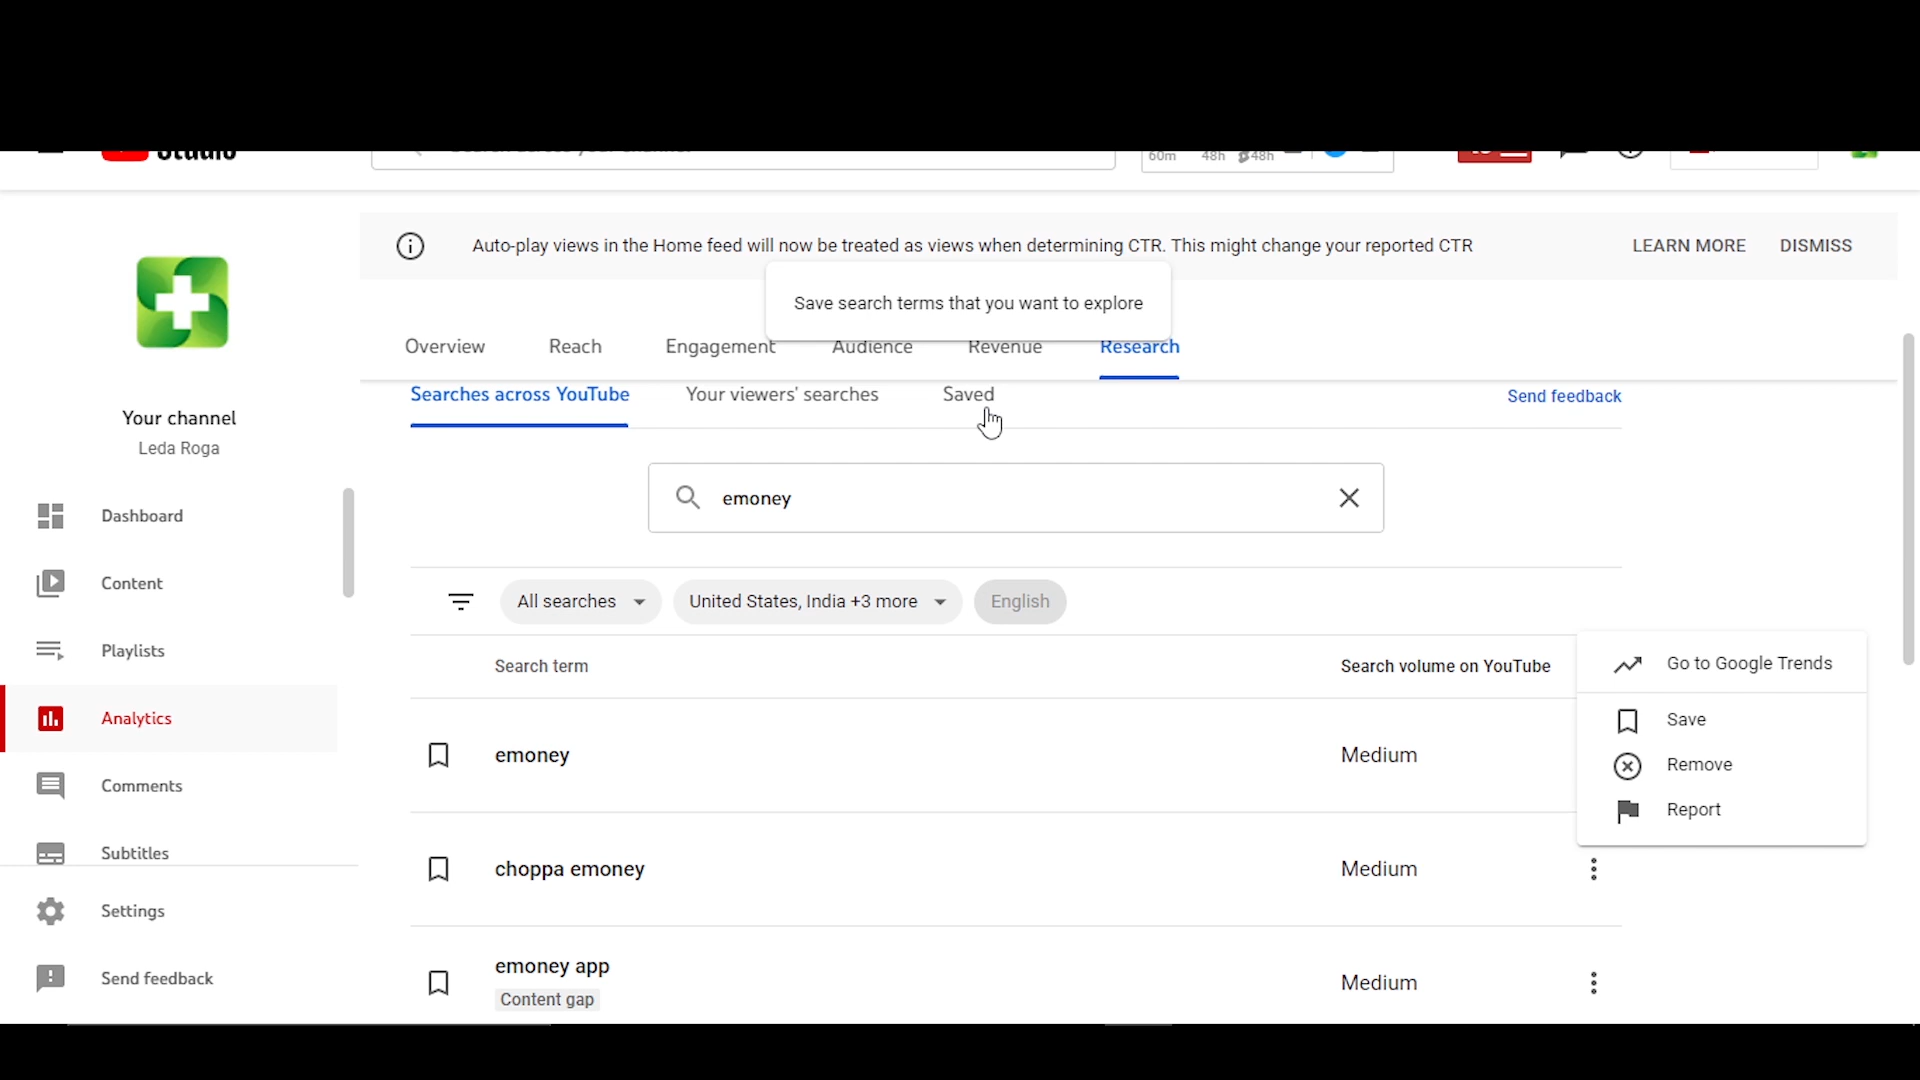 Studio
60m 48h 48h
Auto-play views in the Home feed will now be treated as views when determining CTR. This might change your reported CTR
LEARN MORE
DISMISS
Save search terms that you want to explore
Overview
Reach
Engagement
Audience
Revenue
Research
Searches across YouTube
Your viewers' searches
Saved
Send feedback
Your channel
Leda Roga
emoney
Dashboard
Content
Playlists
Analytics
Comments
Subtitles
Settings
Send feedback
All searches
United States, India +3 more
English
Search term
Search volume on YouTube
emoney
Medium
choppa emoney
Medium
emoney app
Content gap
Medium
Go to Google Trends
Save
Remove
Report